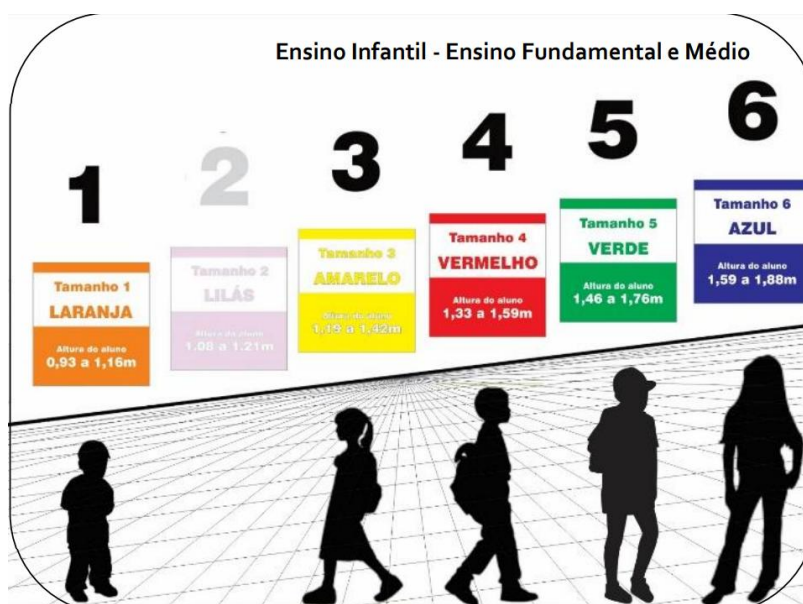 Ensino Infantil - Ensino Fundamental e Médio
1
2
3
4
5
6
Tamanho 1
LARANJA
Altura do aluno
0,93 a 1,16m
Tamanho 2
LILÁS
Altura do aluno
1.08 a 1.21m
Tamanho 3
AMARELO
Altura do aluno
1,19 a 1,42m
Tamanho 4
VERMELHO
Altura do aluno
1,33 a 1,59m
Tamanho 5
VERDE
Altura do aluno
1,46 a 1,76m
Tamanho 6
AZUL
Altura do aluno
1,59 a 1,88m